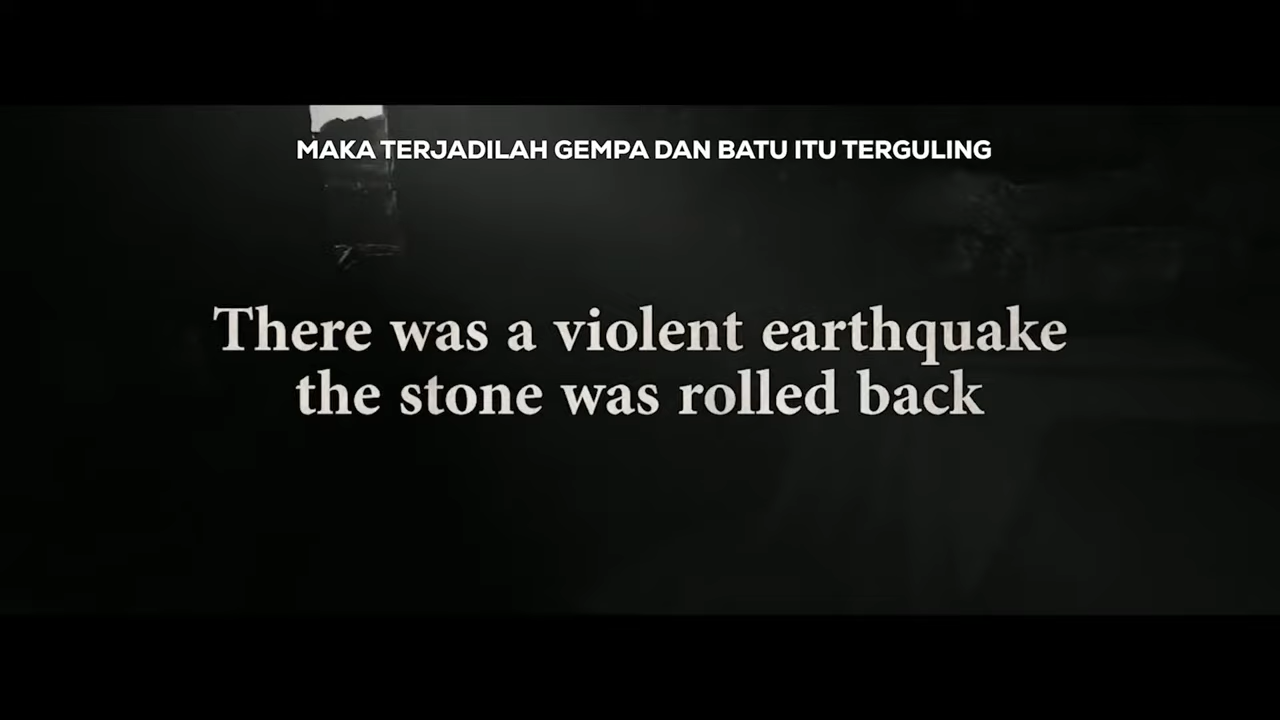 MAKA TERJADILAH GEMPA DAN BATU ITU TERGULING
There was a violent earthquake
the stone was rolled back